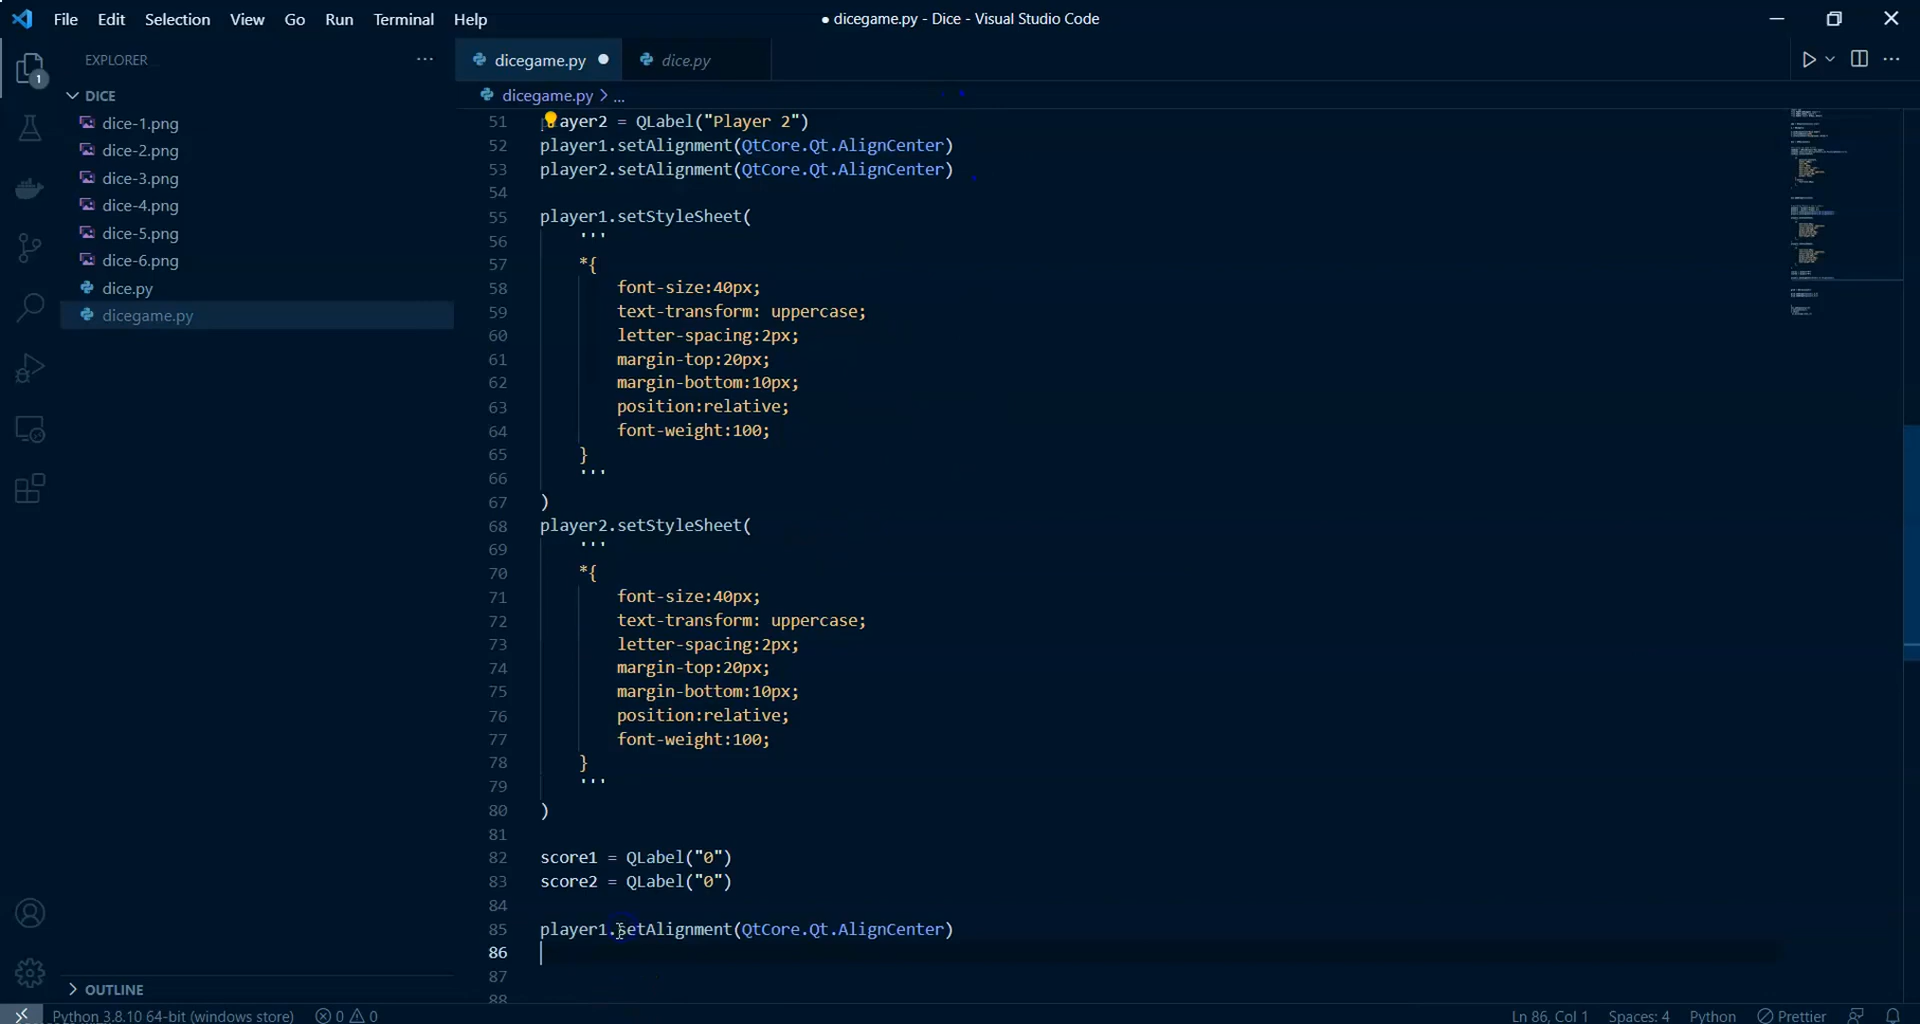 File Edit Selection View Go Run Terminal Help
● dicegame.py - Dice - Visual Studio Code
EXPLORER ...
dicegame.py ● dice.py
DICE
dicegame.py > ...
dice-1.png
dice-2.png
dice-3.png
dice-4.png
dice-5.png
dice-6.png
dice.py
dicegame.py
1
51 player2 = QLabel("Player 2")
52 player1.setAlignment(QtCore.Qt.AlignCenter)
53 player2.setAlignment(QtCore.Qt.AlignCenter)
54
55 player1.setStyleSheet(
56 '''
57 *{
58 font-size:40px;
59 text-transform: uppercase;
60 letter-spacing:2px;
61 margin-top:20px;
62 margin-bottom:10px;
63 position:relative;
64 font-weight:100;
65 }
66 '''
67 )
68 player2.setStyleSheet(
69 '''
70 *{
71 font-size:40px;
72 text-transform: uppercase;
73 letter-spacing:2px;
74 margin-top:20px;
75 margin-bottom:10px;
76 position:relative;
77 font-weight:100;
78 }
79 '''
80 )
81
82 score1 = QLabel("0")
83 score2 = QLabel("0")
84
85 player1.setAlignment(QtCore.Qt.AlignCenter)
86
87
88
OUTLINE
Python 3.8.10 64-bit (windows store) 0 0
Ln 86, Col 1 Spaces: 4 Python Prettier